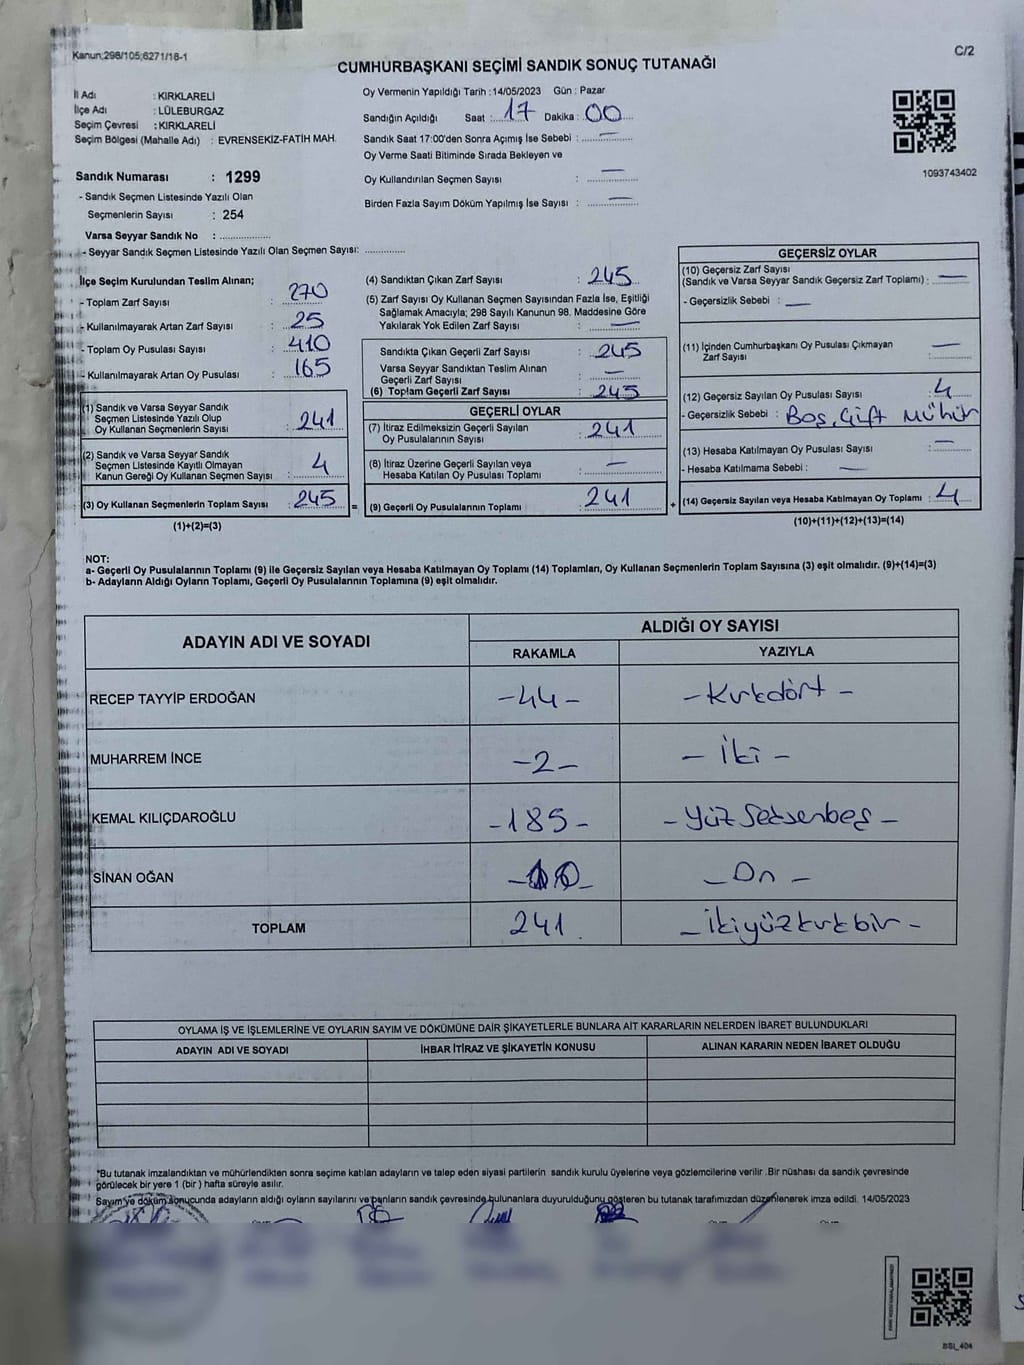 Kanun;298/105;6271/18-1
C/2
CUMHURBAŞKANI SEÇİMİ SANDIK SONUÇ TUTANAĞI
İl Adı : KIRKLARELİ
İlçe Adı : LÜLEBURGAZ
Seçim Çevresi : KIRKLARELİ
Seçim Bölgesi (Mahalle Adı) : EVRENSEKİZ-FATİH MAH.
Sandık Numarası : 1299
- Sandık Seçmen Listesinde Yazılı Olan
Seçmenlerin Sayısı : 254
Varsa Seyyar Sandık No :
- Seyyar Sandık Seçmen Listesinde Yazılı Olan Seçmen Sayısı:
Oy Vermenin Yapıldığı Tarih :14/05/2023 Gün : Pazar
Sandığın Açıldığı Saat : 17 Dakika : 00
Sandık Saat 17:00'den Sonra Açımış İse Sebebi : —
Oy Verme Saati Bitiminde Sırada Bekleyen ve
Oy Kullandırılan Seçmen Sayısı : —
Birden Fazla Sayım Döküm Yapılmış İse Sayısı : —
1093743402
İlçe Seçim Kurulundan Teslim Alınan;
- Toplam Zarf Sayısı : 270
- Kullanılmayarak Artan Zarf Sayısı : 25
- Toplam Oy Pusulası Sayısı : 410
- Kullanılmayarak Artan Oy Pusulası : 165
(1) Sandık ve Varsa Seyyar Sandık
Seçmen Listesinde Yazılı Olup
Oy Kullanan Seçmenlerin Sayısı : 241
(2) Sandık ve Varsa Seyyar Sandık
Seçmen Listesinde Kayıtlı Olmayan
Kanun Gereği Oy Kullanan Seçmen Sayısı : 4
(3) Oy Kullanan Seçmenlerin Toplam Sayısı : 245
(1)+(2)=(3)
(4) Sandıktan Çıkan Zarf Sayısı : 245
(5) Zarf Sayısı Oy Kullanan Seçmen Sayısından Fazla İse, Eşitliği
Sağlamak Amacıyla; 298 Sayılı Kanunun 98. Maddesine Göre
Yakılarak Yok Edilen Zarf Sayısı : —
Sandıkta Çıkan Geçerli Zarf Sayısı : 245
Varsa Seyyar Sandıktan Teslim Alınan
Geçerli Zarf Sayısı : —
(6) Toplam Geçerli Zarf Sayısı : 245
GEÇERLİ OYLAR
(7) İtiraz Edilmeksizin Geçerli Sayılan
Oy Pusulalarının Sayısı : 241
(8) İtiraz Üzerine Geçerli Sayılan veya
Hesaba Katılan Oy Pusulası Toplamı : —
= (9) Geçerli Oy Pusulalarının Toplamı : 241 +
GEÇERSİZ OYLAR
(10) Geçersiz Zarf Sayısı
(Sandık ve Varsa Seyyar Sandık Geçersiz Zarf Toplamı) : —
- Geçersizlik Sebebi : —
(11) İçinden Cumhurbaşkanı Oy Pusulası Çıkmayan
Zarf Sayısı : —
(12) Geçersiz Sayılan Oy Pusulası Sayısı : 4
- Geçersizlik Sebebi : Boş, Çift Mühür
(13) Hesaba Katılmayan Oy Pusulası Sayısı : —
- Hesaba Katılmama Sebebi : —
(14) Geçersiz Sayılan veya Hesaba Katılmayan Oy Toplamı : 4
(10)+(11)+(12)+(13)=(14)
NOT:
a- Geçerli Oy Pusulalarının Toplamı (9) ile Geçersiz Sayılan veya Hesaba Katılmayan Oy Toplamı (14) Toplamları, Oy Kullanan Seçmenlerin Toplam Sayısına (3) eşit olmalıdır. (9)+(14)=(3)
b- Adayların Aldığı Oyların Toplamı, Geçerli Oy Pusulalarının Toplamına (9) eşit olmalıdır.
ADAYIN ADI VE SOYADI ALDIĞI OY SAYISI
RAKAMLA YAZIYLA
RECEP TAYYİP ERDOĞAN -44- -Kırkdört-
MUHARREM İNCE -2- -İki-
KEMAL KILIÇDAROĞLU -185- -Yüz Seksenbeş-
SİNAN OĞAN -10- -On-
TOPLAM 241 -İkiyüzkırkbir-
OYLAMA İŞ VE İŞLEMLERİNE VE OYLARIN SAYIM VE DÖKÜMÜNE DAİR ŞİKAYETLERLE BUNLARA AİT KARARLARIN NELERDEN İBARET BULUNDUKLARI
ADAYIN ADI VE SOYADI İHBAR İTİRAZ VE ŞİKAYETİN KONUSU ALINAN KARARIN NEDEN İBARET OLDUĞU
*Bu tutanak imzalandıktan ve mühürlendikten sonra seçime katılan adayların ve talep eden siyasi partilerin sandık kurulu üyelerine veya gözlemcilerine verilir .Bir nüshası da sandık çevresinde
görülecek bir yere 1 (bir ) hafta süreyle asılır.
Sayım ve döküm sonucunda adayların aldığı oyların sayılarını ve bunların sandık çevresinde bulunanlara duyurulduğunu gösteren bu tutanak tarafımızdan düzenlenerek imza edildi. 14/05/2023
BSI_404